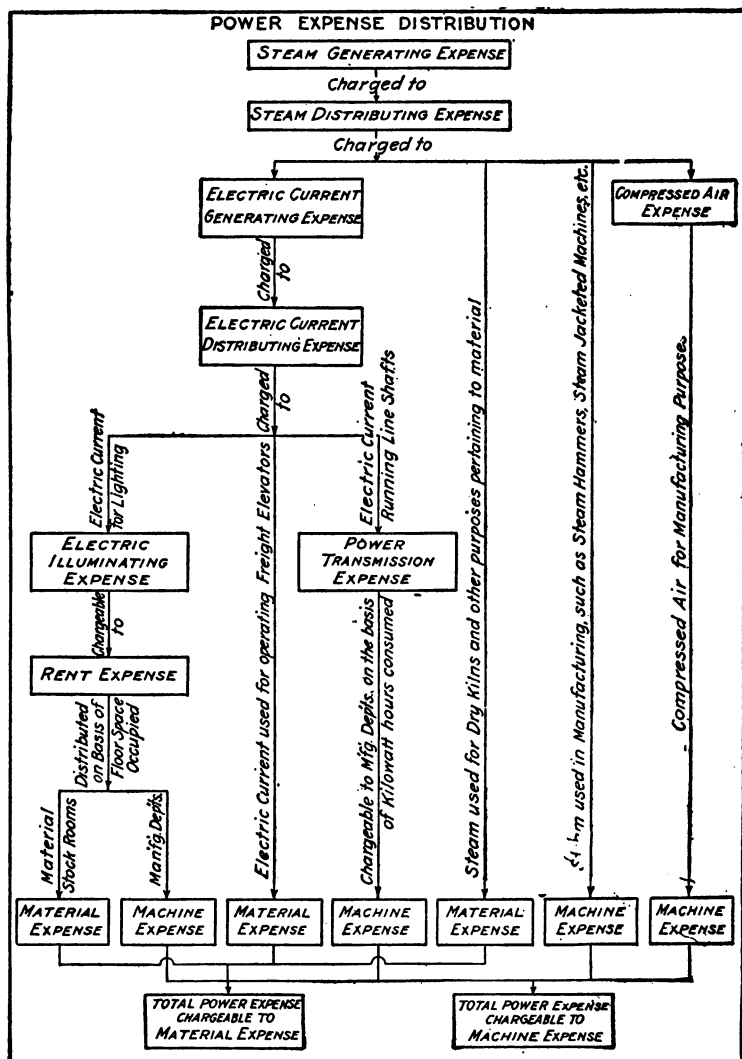 POWER EXPENSE DISTRIBUTION
STEAM GENERATING EXPENSE
Charged to
STEAM DISTRIBUTING EXPENSE
Charged to
ELECTRIC CURRENT
GENERATING EXPENSE
COMPRESSED AIR
EXPENSE
Charged
to
ELECTRIC CURRENT
DISTRIBUTING EXPENSE
Charged
to
Electric Current
for Lighting
Electric Current used for operating Freight Elevators
Electric Current
Running Line Shafts
Steam used for Dry Kilns and other purposes pertaining to material
used in Manufacturing, such as Steam Hammers, Steam Jacketed Machines, etc.
Compressed Air for Manufacturing Purposes
ELECTRIC
ILLUMINATING
EXPENSE
POWER
TRANSMISSION
EXPENSE
Chargeable
to
RENT EXPENSE
Chargeable to M'f'g. Depts. on the basis
of Kilowatt hours consumed
Distributed
on Basis of
Floor Space
Occupied
Material
Stock Rooms
Man'f'g. Depts.
MATERIAL
EXPENSE
MACHINE
EXPENSE
MATERIAL
EXPENSE
MACHINE
EXPENSE
MATERIAL
EXPENSE
MACHINE
EXPENSE
MACHINE
EXPENSE
TOTAL POWER EXPENSE
CHARGEABLE TO
MATERIAL EXPENSE
TOTAL POWER EXPENSE
CHARGEABLE TO
MACHINE EXPENSE